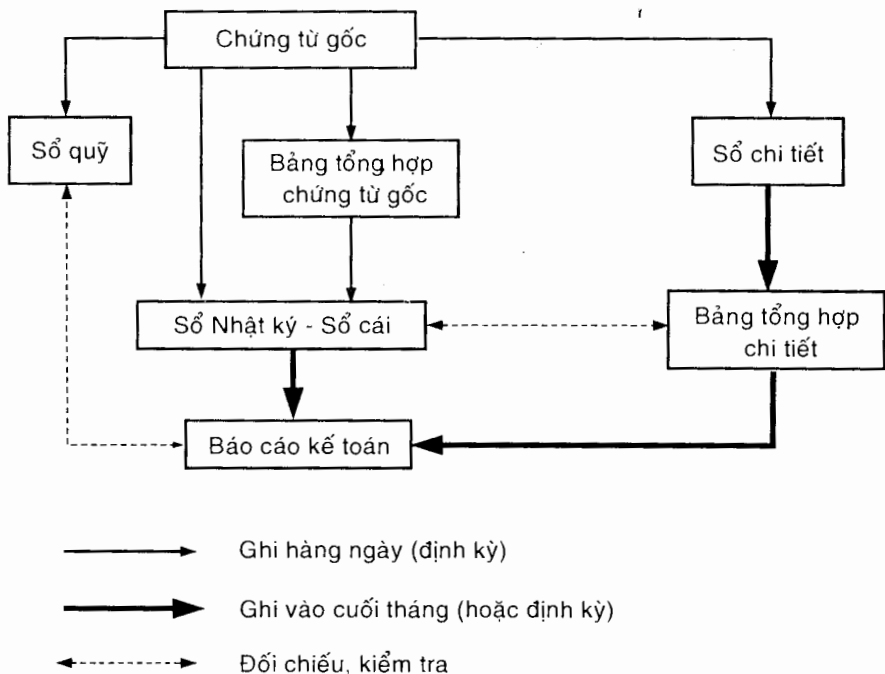 Chứng từ gốc
Sổ quỹ
Bảng tổng hợp
chứng từ gốc
Sổ chi tiết
Sổ Nhật ký - Sổ cái
Bảng tổng hợp
chi tiết
Báo cáo kế toán
Ghi hàng ngày (định kỳ)
Ghi vào cuối tháng (hoặc định kỳ)
Đối chiếu, kiểm tra